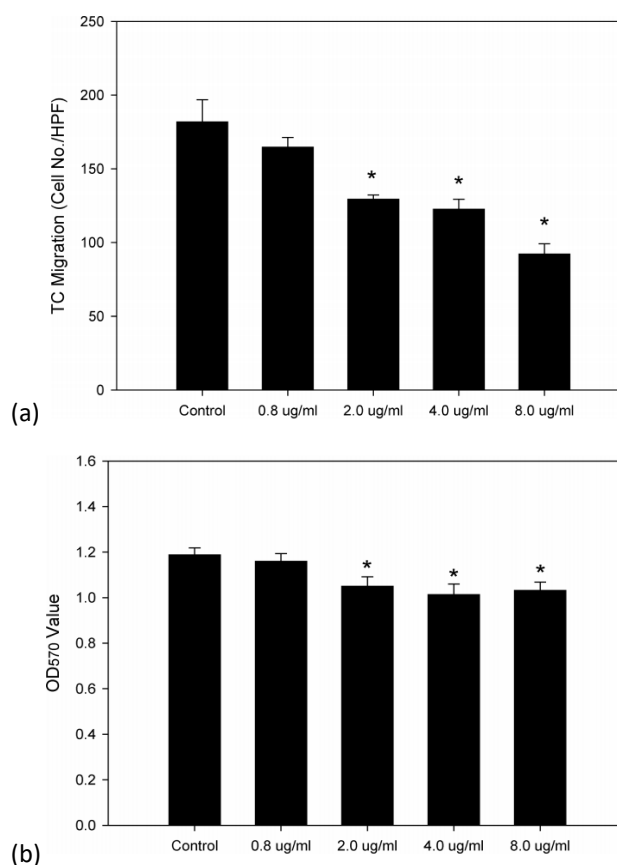 250
200
150
100
50
0
TC Migration (Cell No./HPF)
* * *
Control 0.8 ug/ml 2.0 ug/ml 4.0 ug/ml 8.0 ug/ml
(a)
1.6
1.4
1.2
1.0
0.8
0.6
0.4
0.2
0.0
OD570 Value
* * *
Control 0.8 ug/ml 2.0 ug/ml 4.0 ug/ml 8.0 ug/ml
(b)